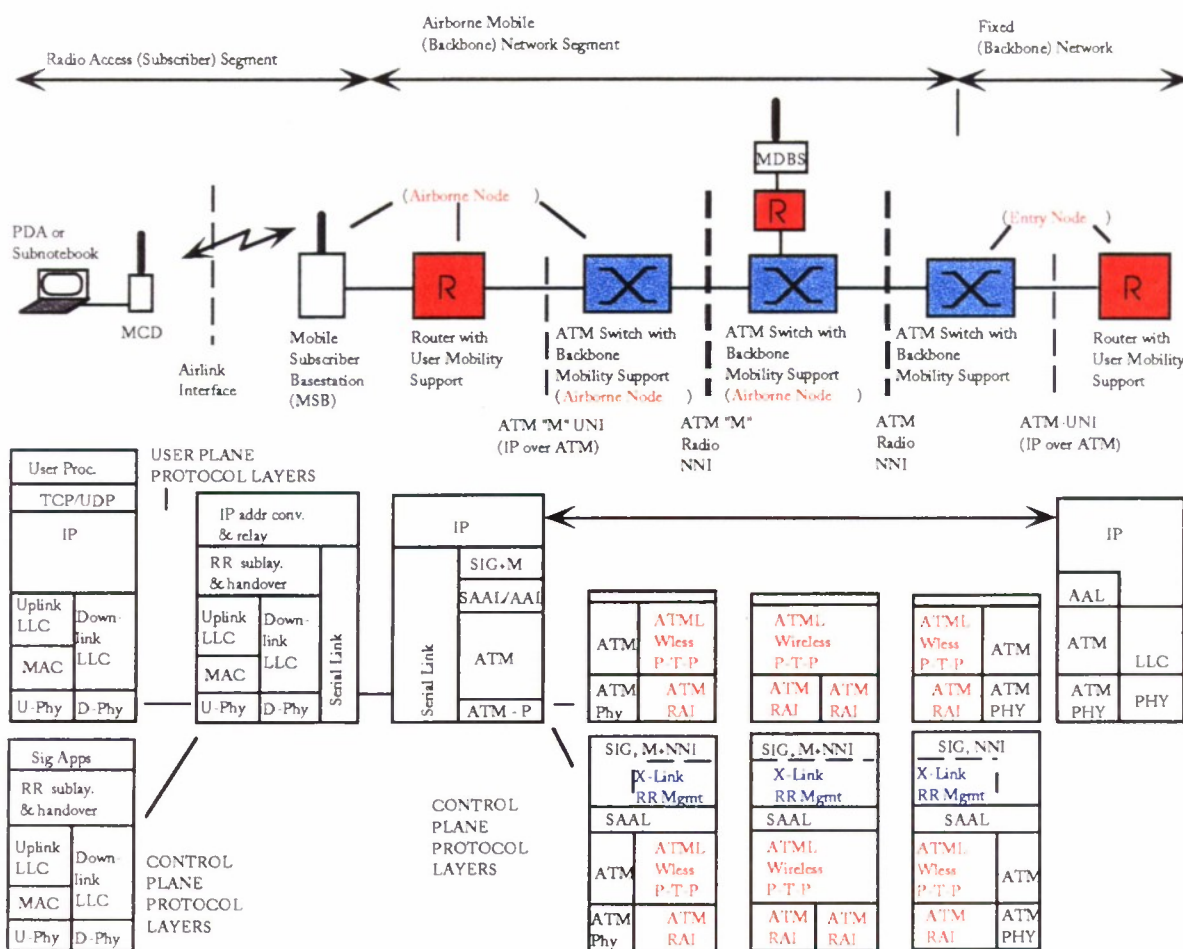 Airborne Mobile
(Backbone) Network Segment
Fixed
(Backbone) Network
Radio Access (Subscriber) Segment
MDBS
R
(Airborne Node )
(Entry Node )
PDA or
Subnotebook
MCD
R
R
Airlink
Interface
Mobile
Subscriber
Basestation
(MSB)
Router with
User Mobility
Support
ATM Switch with
Backbone
Mobility Support
(Airborne Node )
ATM Switch with
Backbone
Mobility Support
(Airborne Node )
ATM Switch with
Backbone
Mobility Support
Router with
User Mobility
Support
ATM "M" UNI
(IP over ATM)
ATM "M"
Radio
NNI
ATM
Radio
NNI
ATM-UNI
(IP over ATM)
USER PLANE
PROTOCOL LAYERS
User Proc.
TCP/UDP
IP
Uplink
LLC
Down-
link
LLC
MAC
U-Phy
D-Phy
IP addr conv.
& relay
RR sublay.
& handover
Uplink
LLC
Down-
link
LLC
MAC
U-Phy
D-Phy
Serial Link
IP
SIG+M
SAAL/AAL
ATM
ATM - P
Serial Link
ATM
ATML
Wless
P-T-P
ATM
Phy
ATM
RAI
ATML
Wireless
P-T-P
ATM
RAI
ATM
RAI
ATML
Wless
P-T-P
ATM
ATM
RAI
ATM
PHY
IP
AAL
ATM
LLC
ATM
PHY
PHY
Sig Apps
RR sublay.
& handover
Uplink
LLC
Down-
link
LLC
MAC
U-Phy
D-Phy
CONTROL
PLANE
PROTOCOL
LAYERS
CONTROL
PLANE
PROTOCOL
LAYERS
SIG, M+NNI
X-Link
RR Mgmt
SAAL
ATM
ATML
Wless
P-T-P
ATM
Phy
ATM
RAI
SIG, M+NNI
X-Link
RR Mgmt
SAAL
ATML
Wireless
P-T-P
ATM
RAI
ATM
RAI
SIG, NNI
X-Link
RR Mgmt
SAAL
ATML
Wless
P-T-P
ATM
ATM
RAI
ATM
PHY